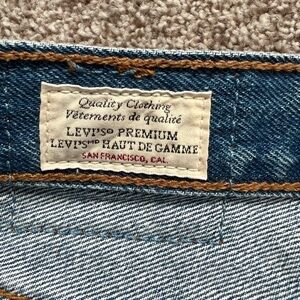 Quality Clothing
Vêtements de qualité
LEVI'S® PREMIUM
LEVI'Sᴹᴰ HAUT DE GAMME
SAN FRANCISCO, CAL.